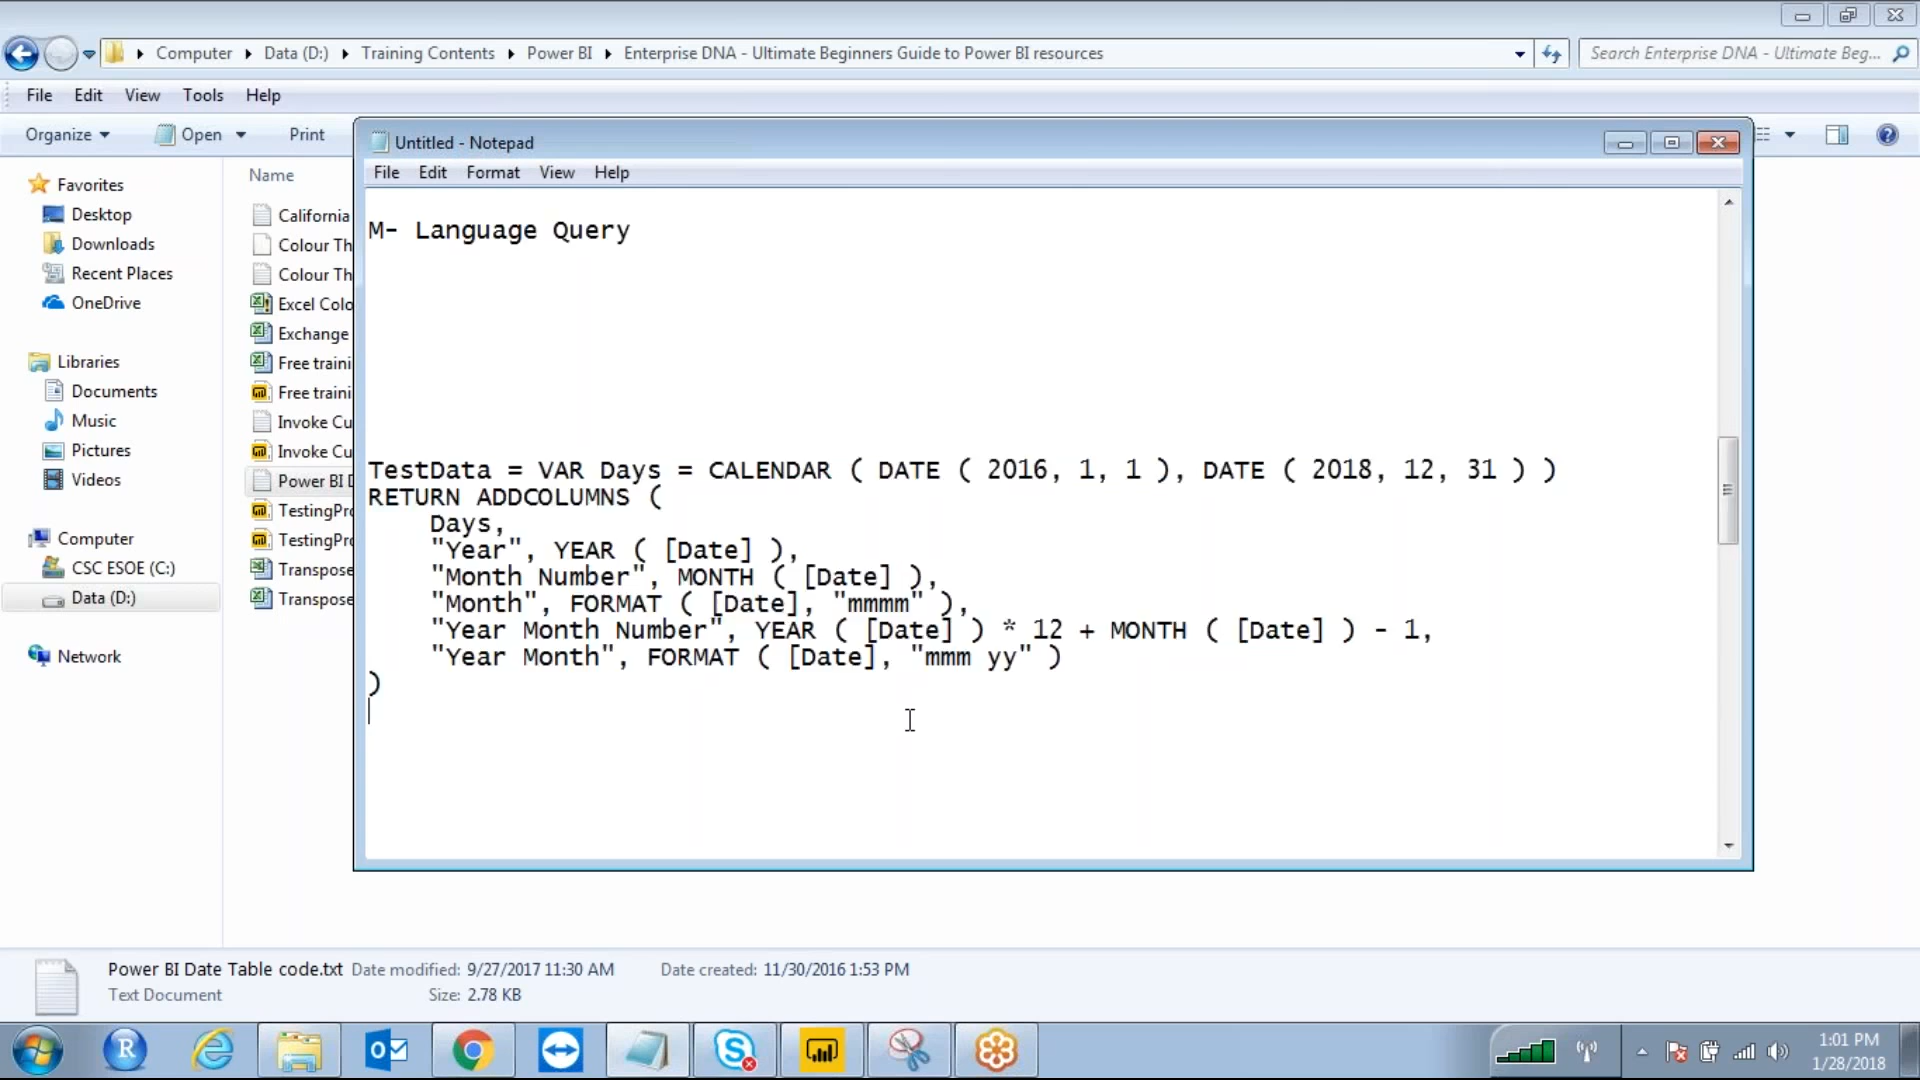 Computer Data (D:) Training Contents Power BI Enterprise DNA - Ultimate Beginners Guide to Power BI resources
Search Enterprise DNA - Ultimate Beg...
File Edit View Tools Help
Organize Open Print
Untitled - Notepad
File Edit Format View Help
Favorites
Desktop
Downloads
Recent Places
OneDrive
Libraries
Documents
Music
Pictures
Videos
Computer
CSC ESOE (C:)
Data (D:)
Network
Name
California
Colour Th
Colour Th
Excel Colo
Exchange
Free traini
Free traini
Invoke Cu
Invoke Cu
Power BI D
TestingPro
TestingPro
Transpose
Transpose
M- Language Query
TestData = VAR Days = CALENDAR ( DATE ( 2016, 1, 1 ), DATE ( 2018, 12, 31 ) )
RETURN ADDCOLUMNS (
Days,
"Year", YEAR ( [Date] ),
"Month Number", MONTH ( [Date] ),
"Month", FORMAT ( [Date], "mmmm" ),
"Year Month Number", YEAR ( [Date] ) * 12 + MONTH ( [Date] ) - 1,
"Year Month", FORMAT ( [Date], "mmm yy" )
)
Power BI Date Table code.txt Date modified: 9/27/2017 11:30 AM Date created: 11/30/2016 1:53 PM
Text Document Size: 2.78 KB
1:01 PM
1/28/2018